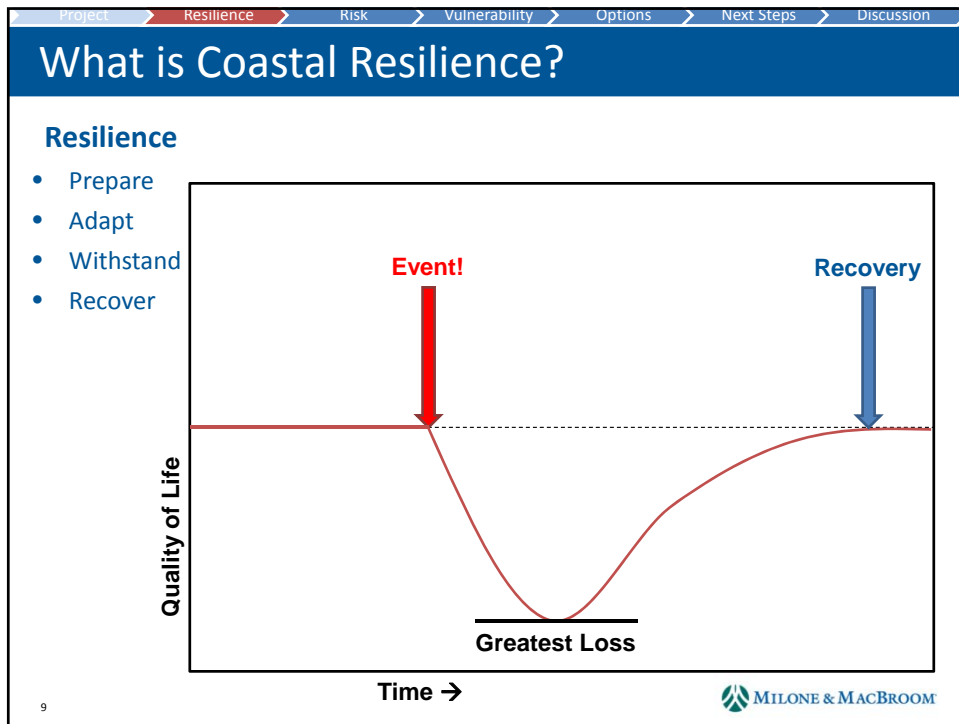 Project Resilience Risk Vulnerability Options Next Steps Discussion
What is Coastal Resilience?
Resilience
• Prepare
• Adapt
• Withstand
• Recover
Event!
Recovery
Quality of Life
Greatest Loss
Time →
9
MILONE & MACBROOM